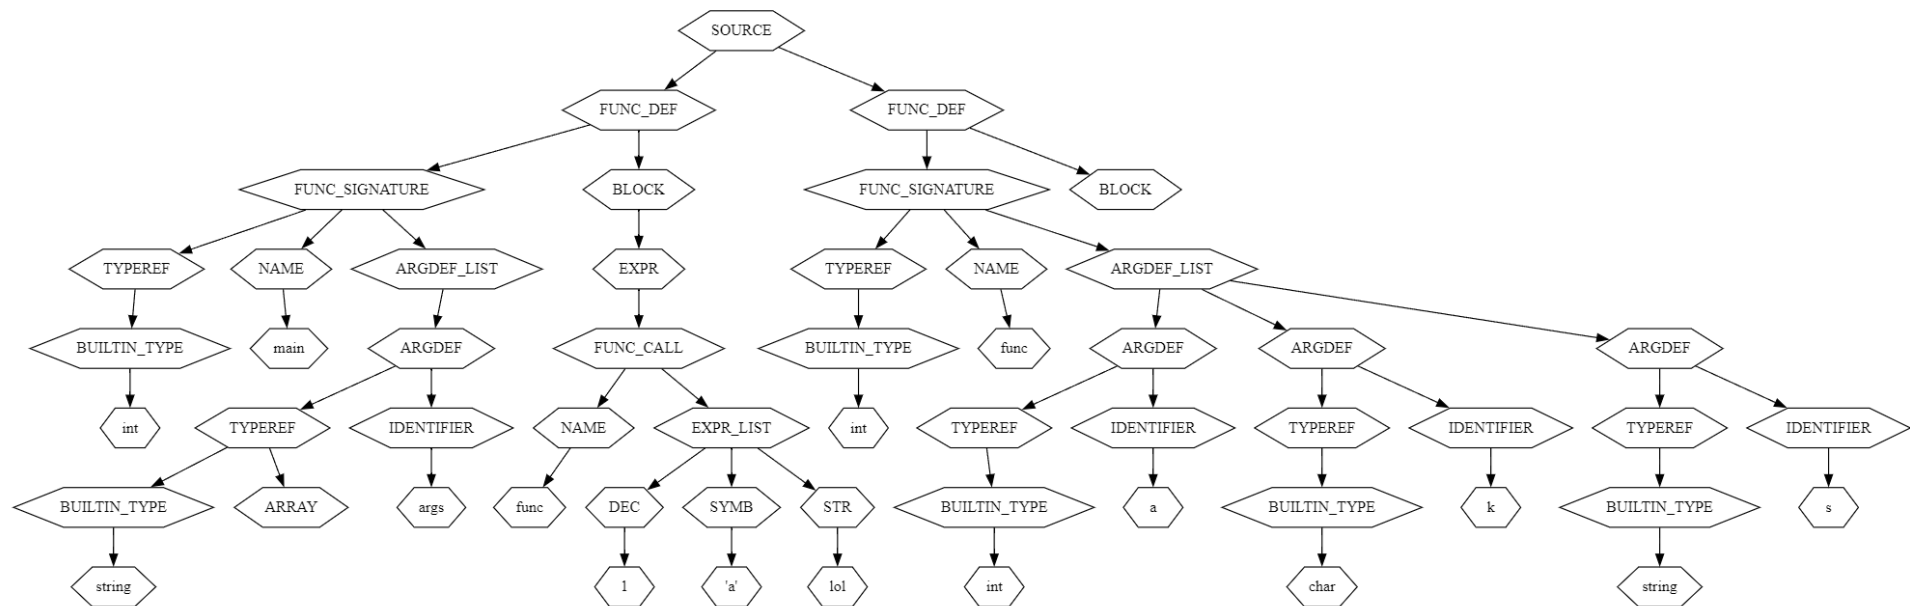 SOURCE
FUNC_DEF FUNC_DEF
FUNC_SIGNATURE BLOCK FUNC_SIGNATURE BLOCK
TYPEREF NAME ARGDEF_LIST EXPR TYPEREF NAME ARGDEF_LIST
BUILTIN_TYPE main ARGDEF FUNC_CALL BUILTIN_TYPE func ARGDEF ARGDEF ARGDEF
int TYPEREF IDENTIFIER NAME EXPR_LIST int TYPEREF IDENTIFIER TYPEREF IDENTIFIER TYPEREF IDENTIFIER
BUILTIN_TYPE ARRAY args func DEC SYMB STR BUILTIN_TYPE a BUILTIN_TYPE k BUILTIN_TYPE s
string 1 'a' lol int char string